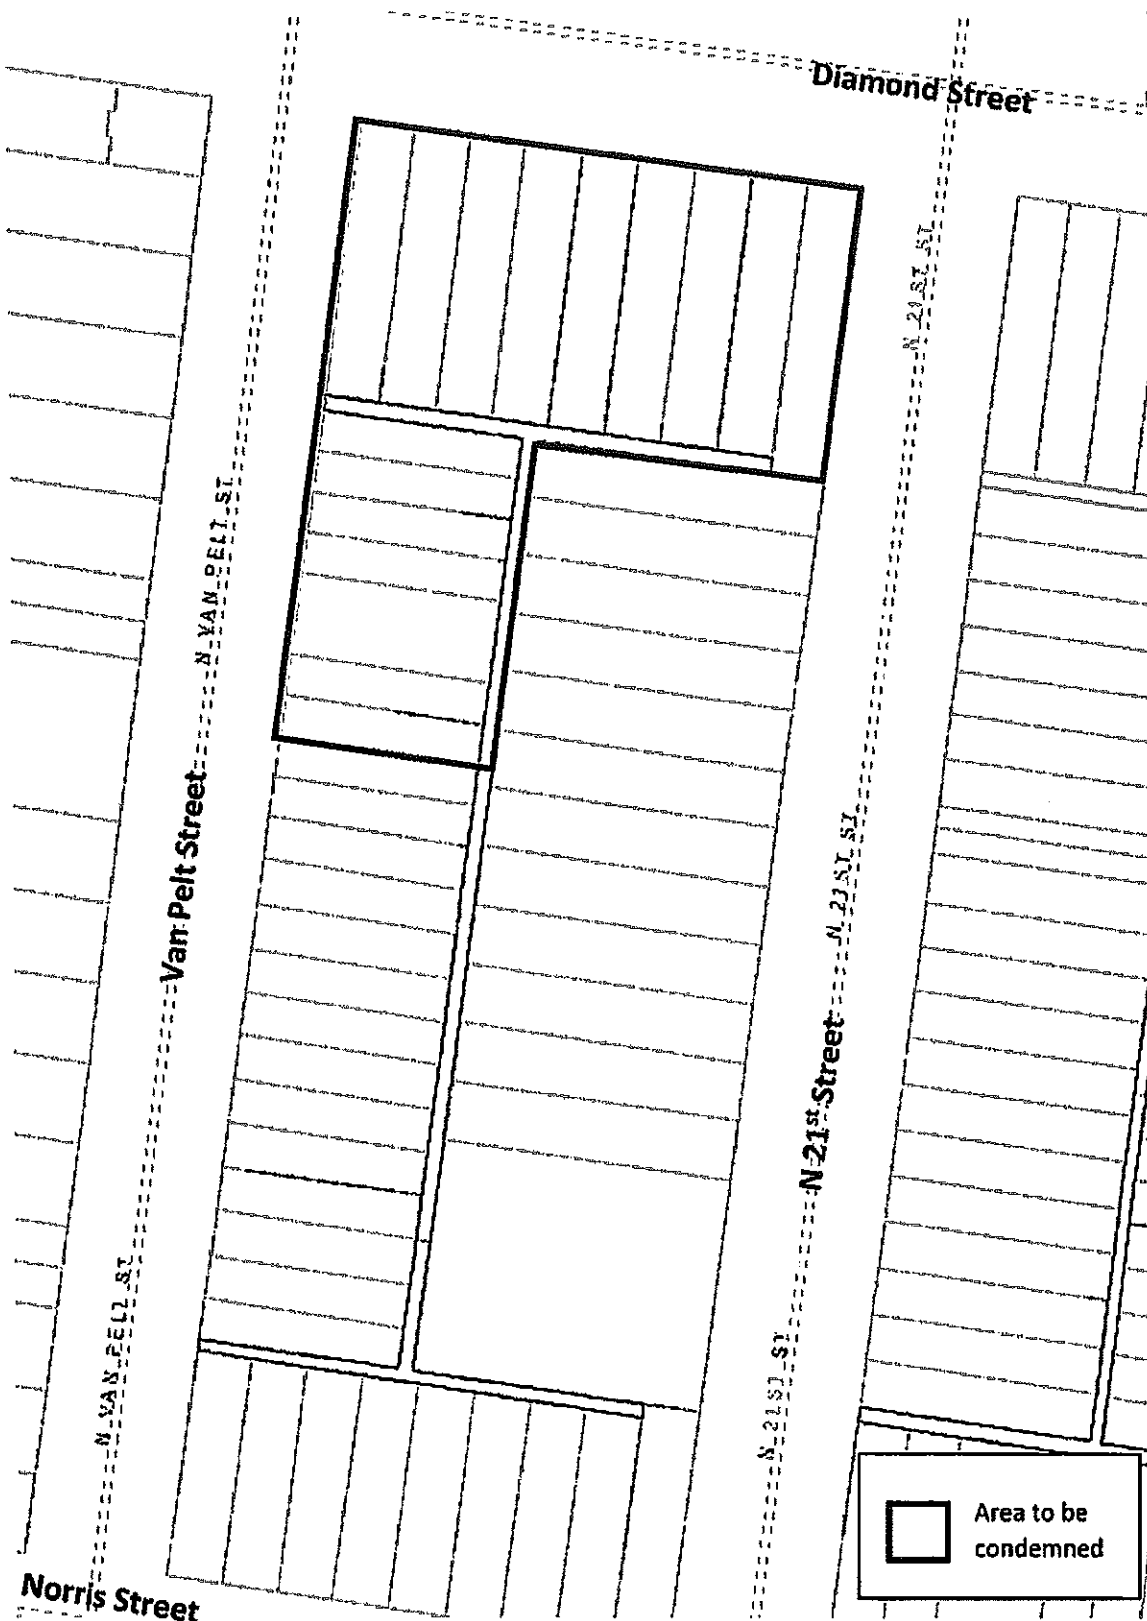 Diamond Street
N 21ST ST
N VAN PELT ST
Van Pelt Street
N 21ST ST
N 21st Street
N VAN PELT ST
N 21ST ST
Area to be
condemned
Norris Street